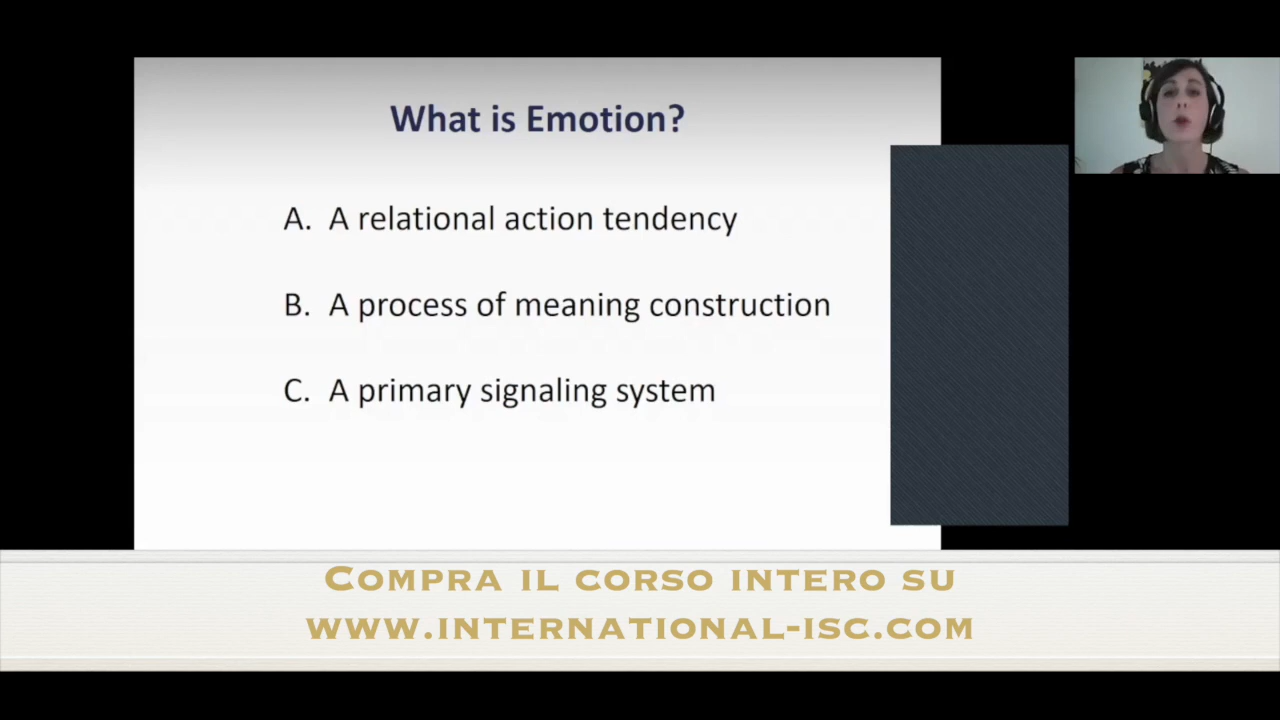 What is Emotion?
A. A relational action tendency
B. A process of meaning construction
C. A primary signaling system
Compra il corso intero su
www.international-isc.com